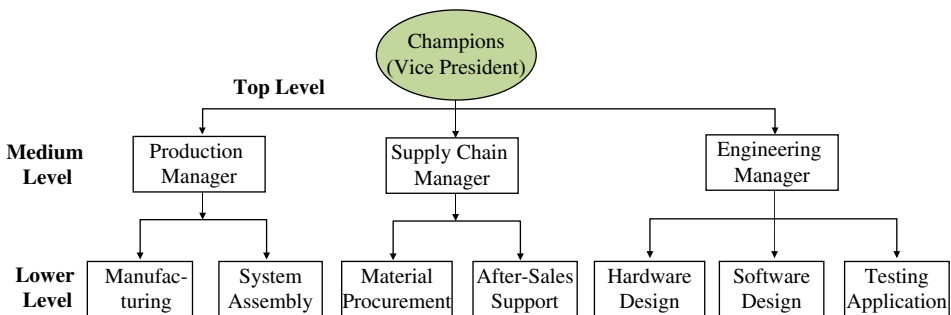 Champions
(Vice President)
Top Level
Medium
Level
Production
Manager
Supply Chain
Manager
Engineering
Manager
Lower
Level
Manufac-
turing
System
Assembly
Material
Procurement
After-Sales
Support
Hardware
Design
Software
Design
Testing
Application